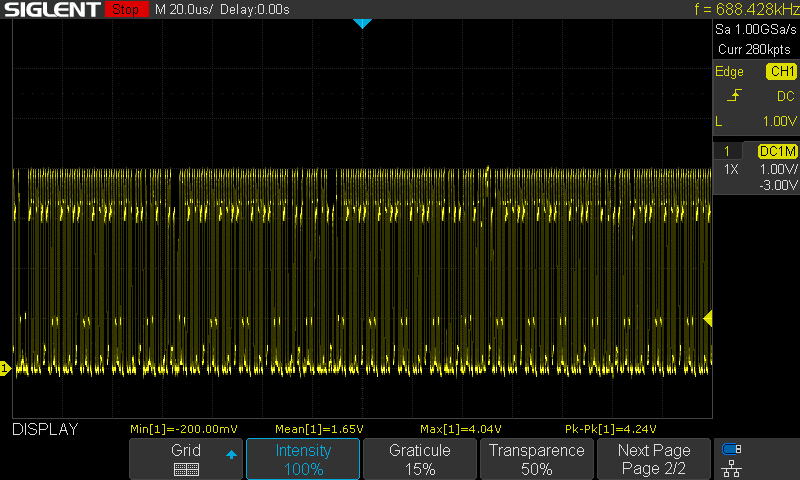 SIGLENT Stop M 20.0us/ Delay:0.00s f = 688.428kHz
Sa 1.00GSa/s
Curr 280kpts
Edge CH1
DC
L 1.00V
1 DC1M
1X 1.00V/
-3.00V
1
DISPLAY Min[1]=-200.00mV Mean[1]=1.65V Max[1]=4.04V Pk-Pk[1]=4.24V
Grid Intensity Graticule Transparence Next Page
100% 15% 50% Page 2/2